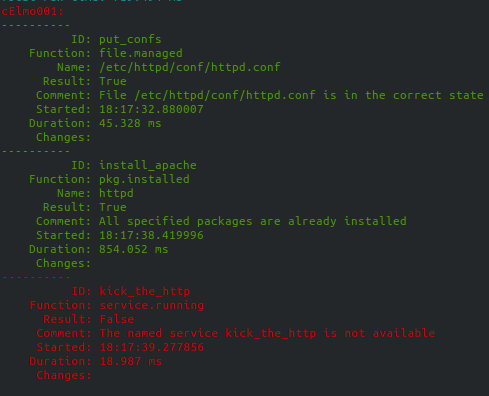 cElmo001:
----------
ID: put_confs
Function: file.managed
Name: /etc/httpd/conf/httpd.conf
Result: True
Comment: File /etc/httpd/conf/httpd.conf is in the correct state
Started: 18:17:32.880007
Duration: 45.328 ms
Changes:
----------
ID: install_apache
Function: pkg.installed
Name: httpd
Result: True
Comment: All specified packages are already installed
Started: 18:17:38.419996
Duration: 854.052 ms
Changes:
----------
ID: kick_the_http
Function: service.running
Result: False
Comment: The named service kick_the_http is not available
Started: 18:17:39.277856
Duration: 18.987 ms
Changes: